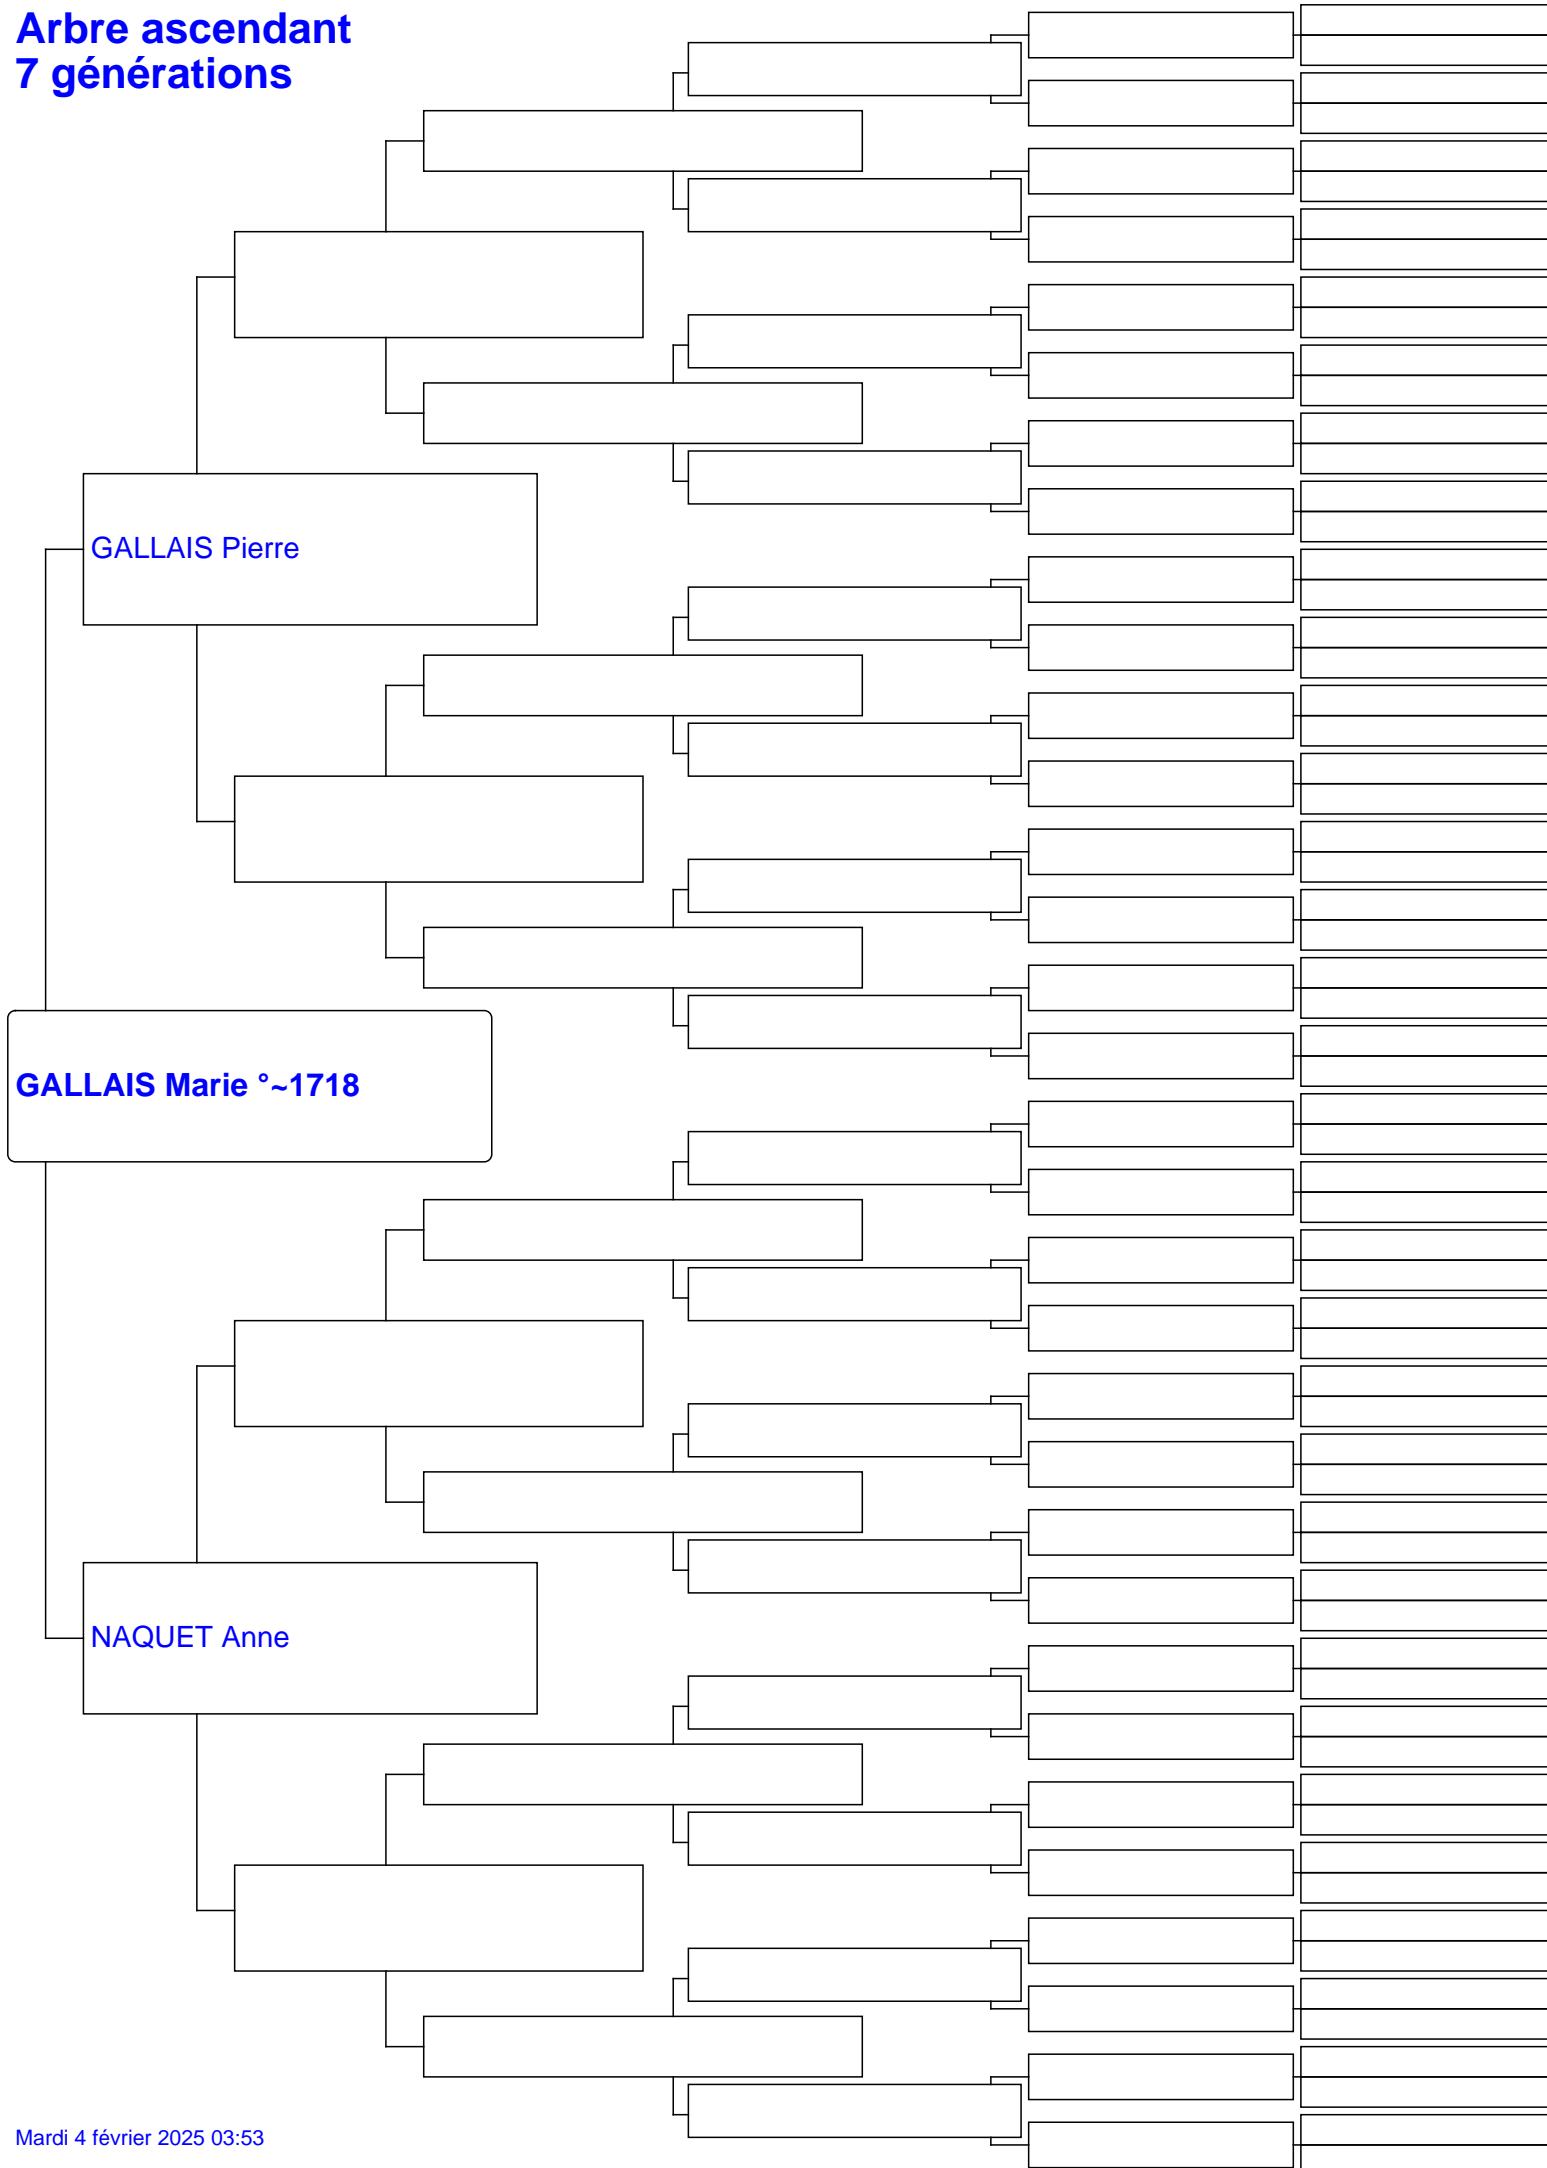 Arbre ascendant
7 générations
GALLAIS Pierre
GALLAIS Marie °~1718
NAQUET Anne
Mardi 4 février 2025 03:53